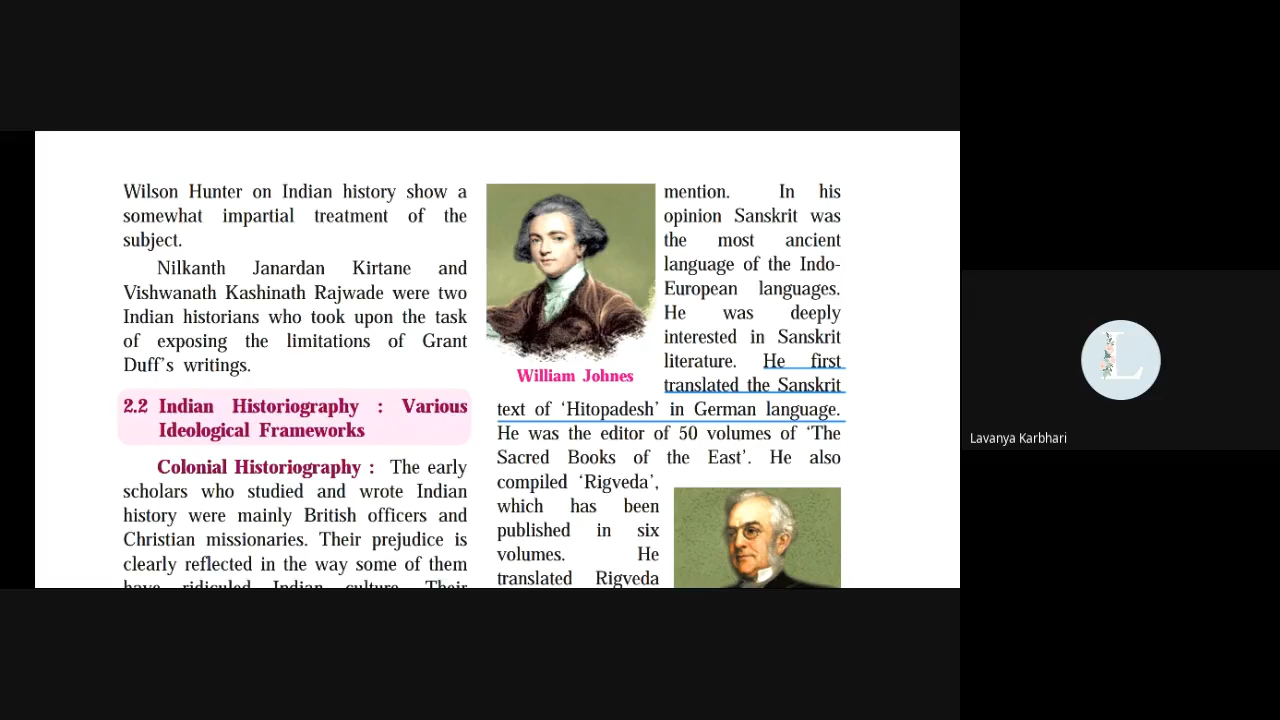 Wilson Hunter on Indian history show a
somewhat impartial treatment of the
subject.
Nilkanth Janardan Kirtane and
Vishwanath Kashinath Rajwade were two
Indian historians who took upon the task
of exposing the limitations of Grant
Duff's writings.
2.2 Indian Historiography : Various
Ideological Frameworks
Colonial Historiography : The early
scholars who studied and wrote Indian
history were mainly British officers and
Christian missionaries. Their prejudice is
clearly reflected in the way some of them
have ridiculed Indian culture. Their
William Johnes
mention. In his
opinion Sanskrit was
the most ancient
language of the Indo-
European languages.
He was deeply
interested in Sanskrit
literature. He first
translated the Sanskrit
text of ‘Hitopadesh’ in German language.
He was the editor of 50 volumes of ‘The
Sacred Books of the East’. He also
compiled ‘Rigveda’,
which has been
published in six
volumes. He
translated Rigveda
L
Lavanya Karbhari